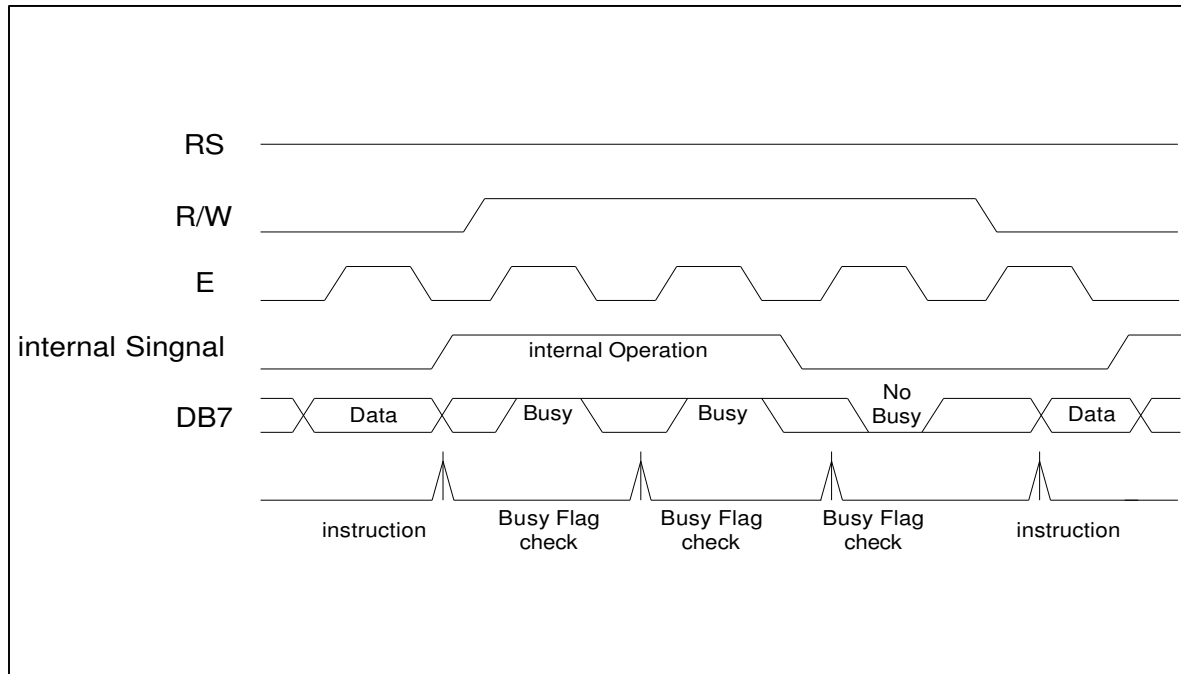 RS
R/W
E
internal Singnal
internal Operation
DB7
Data
Busy
Busy
No
Busy
Data
instruction
Busy Flag
check
Busy Flag
check
Busy Flag
check
instruction